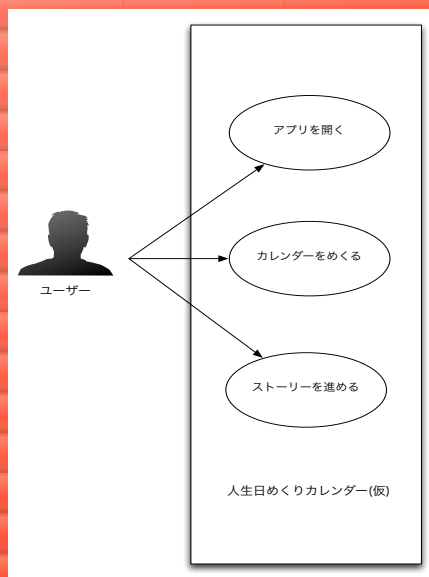 アプリを開く
カレンダーをめくる
ユーザー
ストーリーを進める
人生日めくりカレンダー(仮)